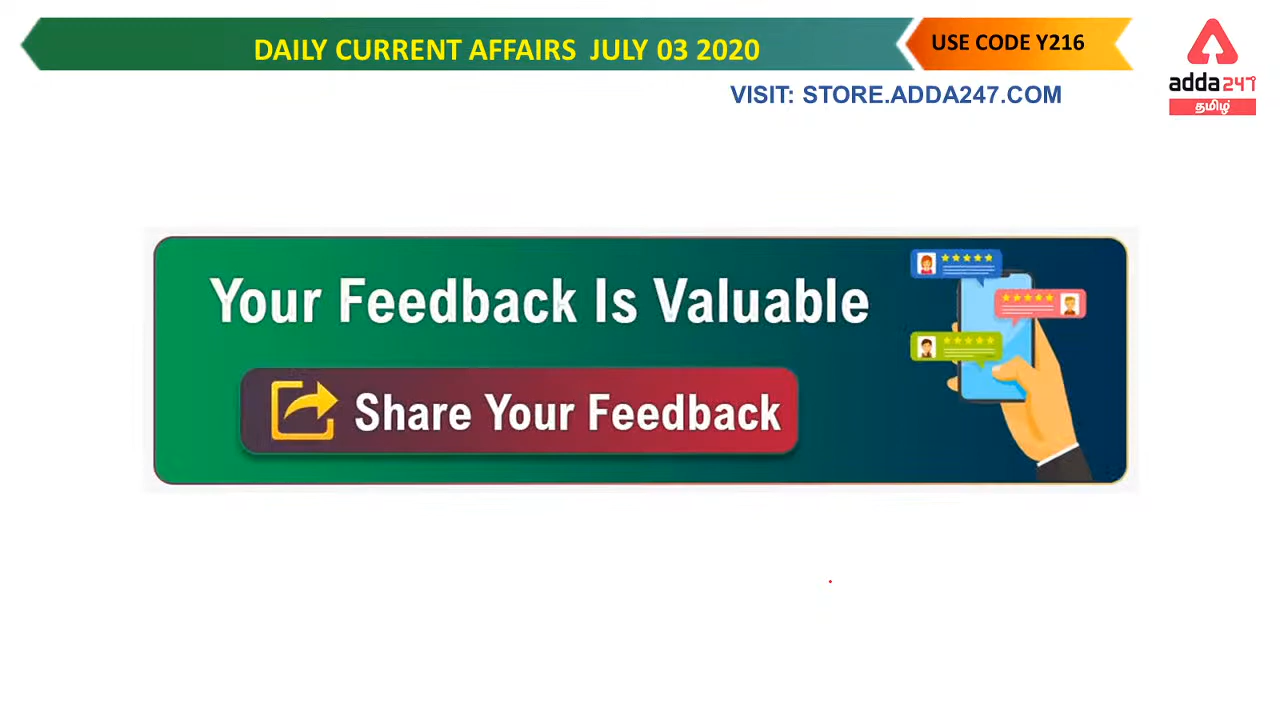 DAILY CURRENT AFFAIRS JULY 03 2020
USE CODE Y216
VISIT: STORE.ADDA247.COM
adda247
தமிழ்
Your Feedback Is Valuable
Share Your Feedback